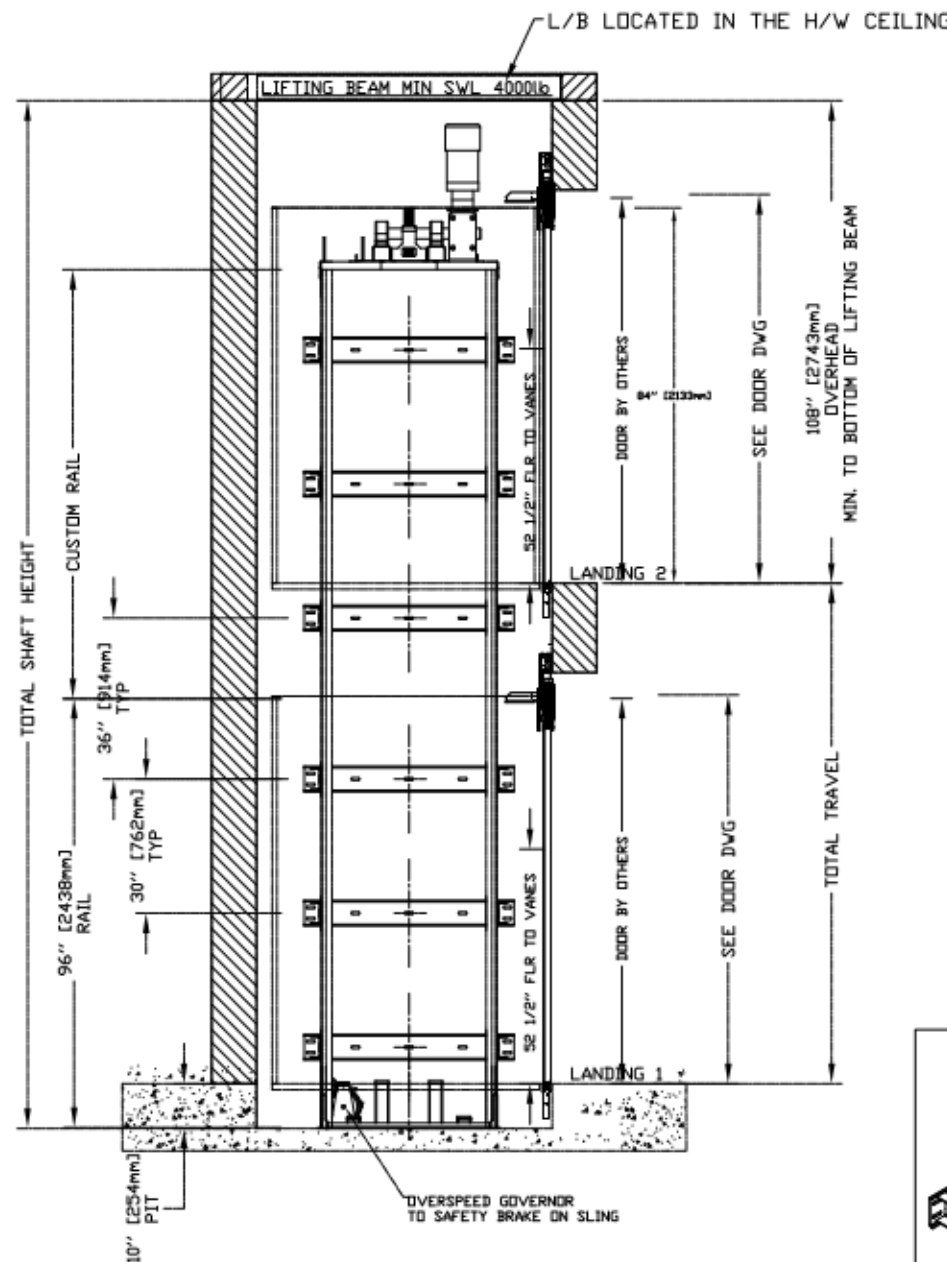 L/B LOCATED IN THE H/W CEILING
LIFTING BEAM MIN SWL 4000lb
TOTAL SHAFT HEIGHT
CUSTOM RAIL
36" [914mm]
TYP
30" [762mm]
TYP
96" [2438mm]
RAIL
10" [254mm]
PIT
52 1/2" FLR TO VANES
DOOR BY OTHERS
84" [2133mm]
SEE DOOR DWG
108" [2743mm]
OVERHEAD
MIN. TO BOTTOM OF LIFTING BEAM
LANDING 2
52 1/2" FLR TO VANES
DOOR BY OTHERS
SEE DOOR DWG
TOTAL TRAVEL
LANDING 1
OVERSPEED GOVERNOR
TO SAFETY BRAKE ON SLING